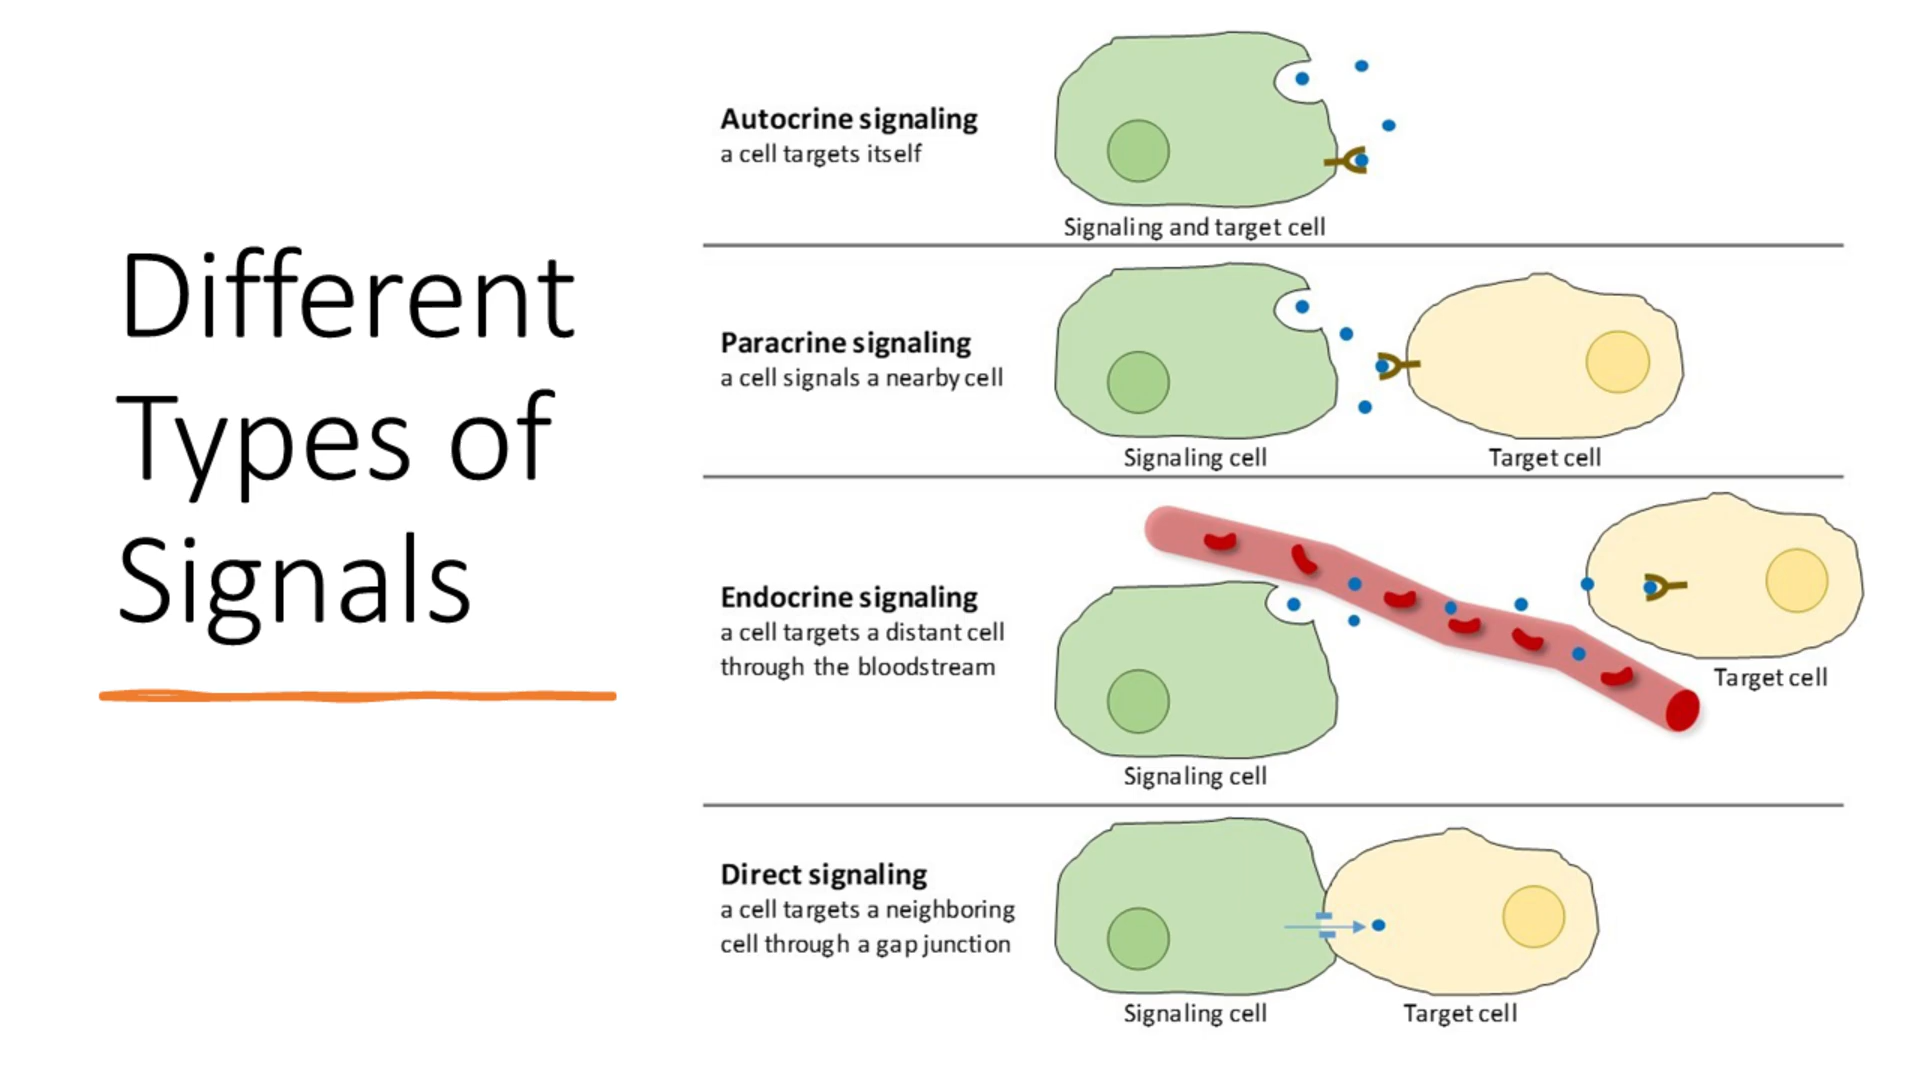 Different
Types of
Signals
Autocrine signaling
a cell targets itself
Signaling and target cell
Paracrine signaling
a cell signals a nearby cell
Signaling cell
Target cell
Endocrine signaling
a cell targets a distant cell
through the bloodstream
Target cell
Signaling cell
Direct signaling
a cell targets a neighboring
cell through a gap junction
Signaling cell
Target cell